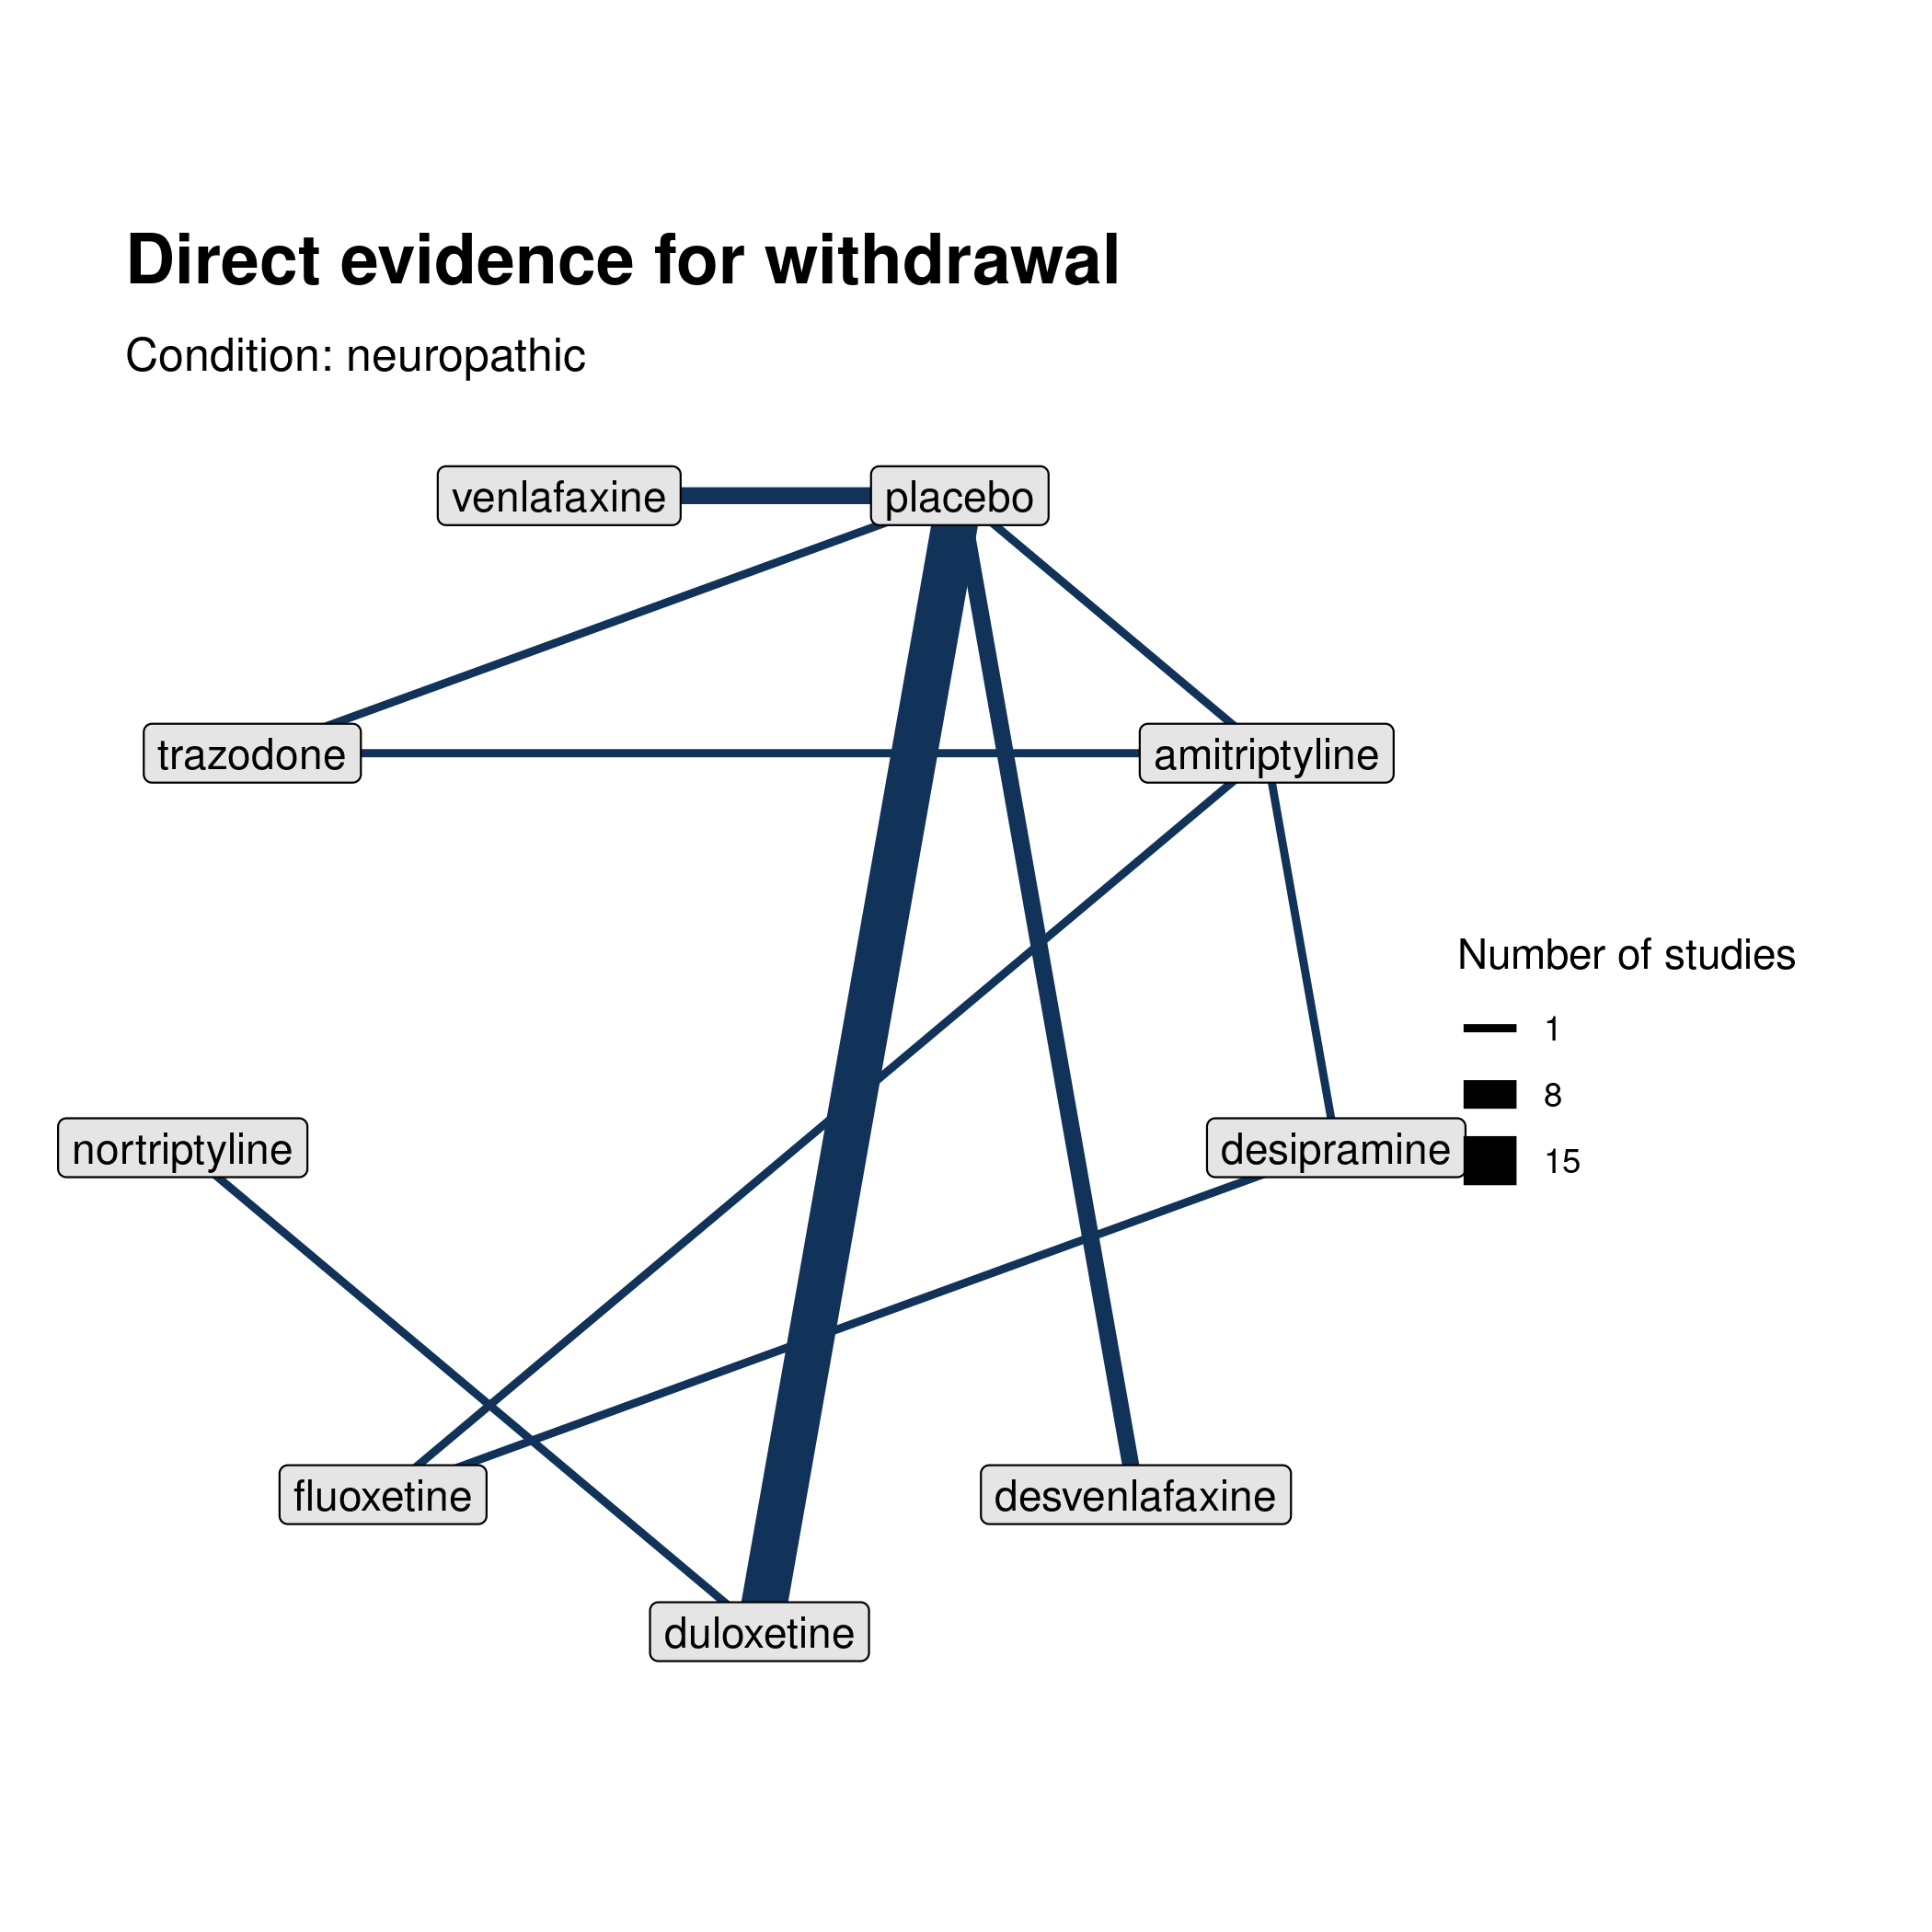 Direct evidence for withdrawal
Condition: neuropathic
venlafaxine
placebo
trazodone
amitriptyline
Number of studies
1
8
15
nortriptyline
desipramine
fluoxetine
desvenlafaxine
duloxetine